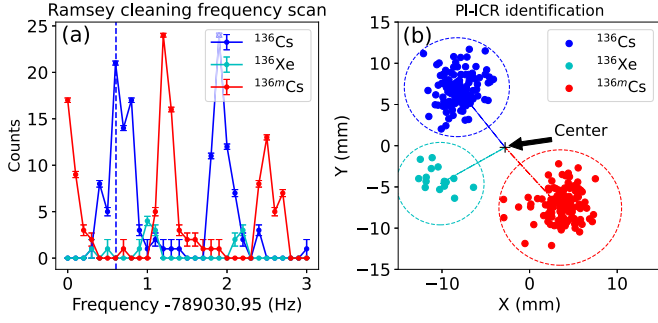 Ramsey cleaning frequency scan
(a)
¹³⁶Cs
¹³⁶Xe
¹³⁶ᵐCs
Counts
25
20
15
10
5
0
0
1
2
3
Frequency -789030.95 (Hz)
PI-ICR identification
(b)
¹³⁶Cs
¹³⁶Xe
¹³⁶ᵐCs
Center
Y (mm)
15
10
5
0
−5
−10
−15
−10
0
10
X (mm)